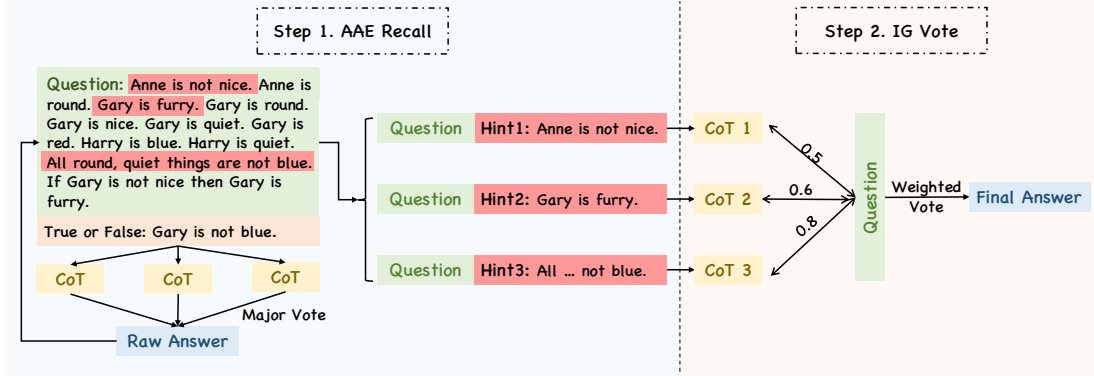 Step 1. AAE Recall
Question: Anne is not nice. Anne is
round. Gary is furry. Gary is round.
Gary is nice. Gary is quiet. Gary is
red. Harry is blue. Harry is quiet.
All round, quiet things are not blue.
If Gary is not nice then Gary is
furry.
True or False: Gary is not blue.
CoT
CoT
CoT
Major Vote
Raw Answer
Question Hint1: Anne is not nice.
Question Hint2: Gary is furry.
Question Hint3: All ... not blue.
Step 2. IG Vote
CoT 1
CoT 2
CoT 3
0.5
0.6
0.8
Question
Weighted
Vote
Final Answer